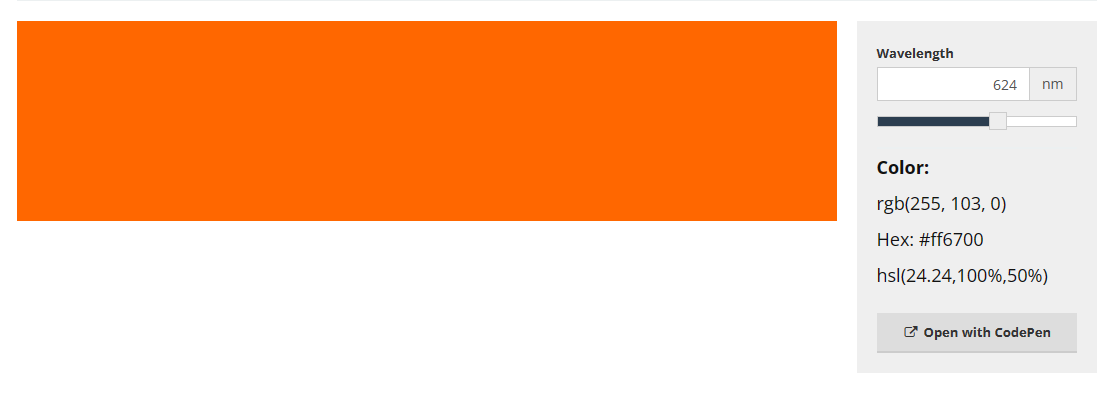 Wavelength
624 nm
Color:
rgb(255, 103, 0)
Hex: #ff6700
hsl(24.24,100%,50%)
Open with CodePen